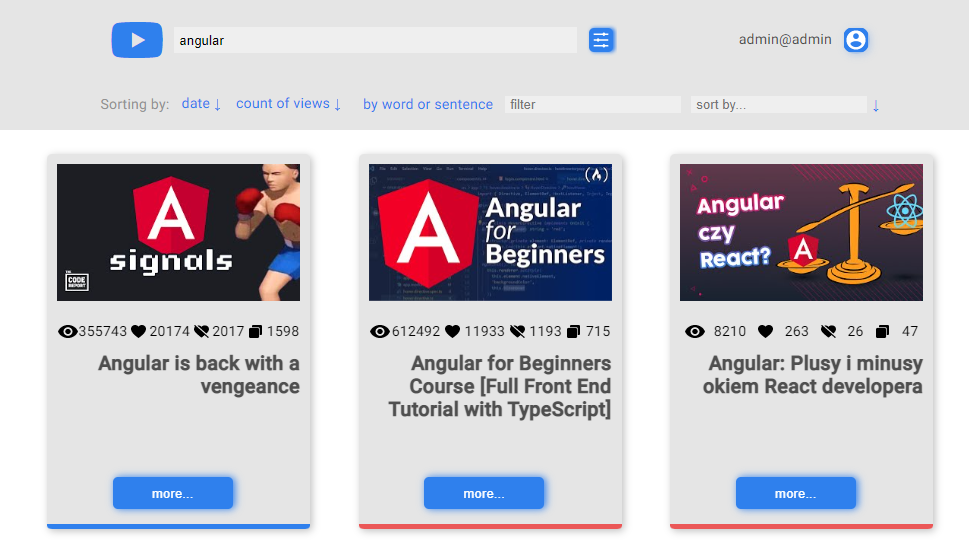 angular
admin@admin
Sorting by: date ↓ count of views ↓ by word or sentence filter sort by... ↓
signals
THE
CODE
REPORT
Angular
for
Beginners
Angular
czy
React?
355743 20174 2017 1598
612492 11933 1193 715
8210 263 26 47
Angular is back with a
vengeance
Angular for Beginners
Course [Full Front End
Tutorial with TypeScript]
Angular: Plusy i minusy
okiem React developera
more...
more...
more...